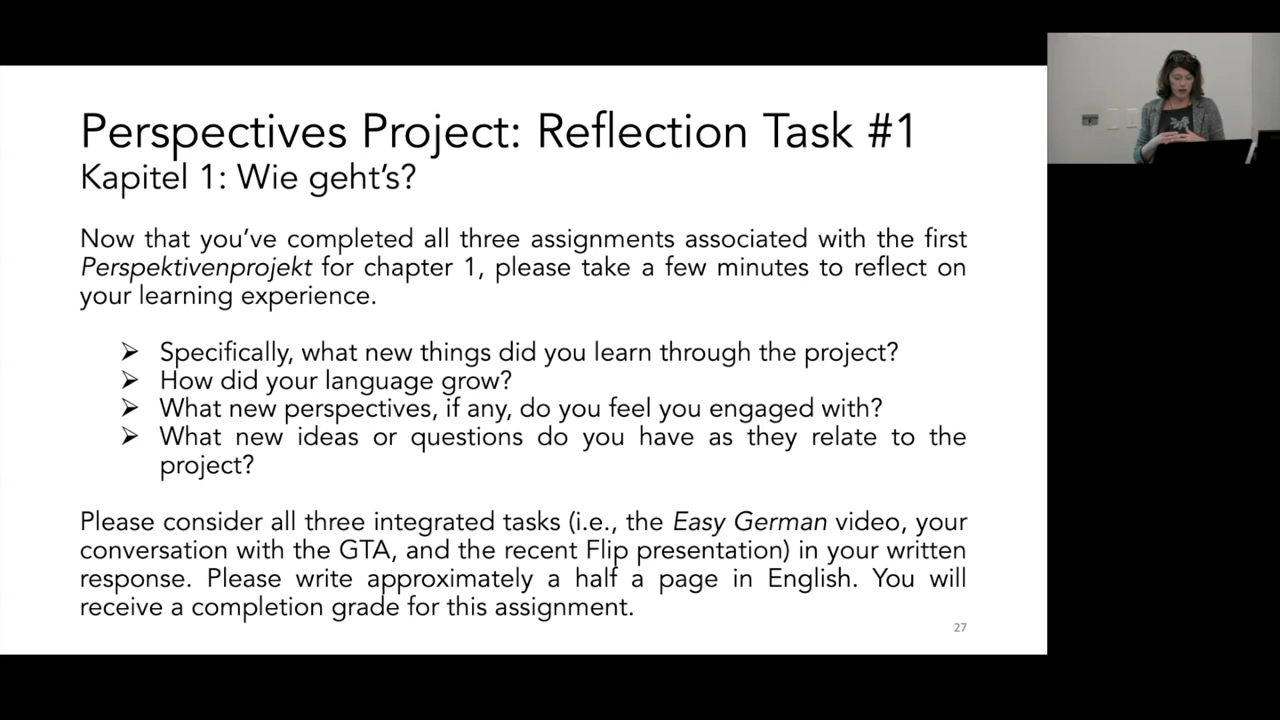 Perspectives Project: Reflection Task #1
Kapitel 1: Wie geht's?
Now that you've completed all three assignments associated with the first
Perspektivenprojekt for chapter 1, please take a few minutes to reflect on
your learning experience.
➢ Specifically, what new things did you learn through the project?
➢ How did your language grow?
➢ What new perspectives, if any, do you feel you engaged with?
➢ What new ideas or questions do you have as they relate to the
project?
Please consider all three integrated tasks (i.e., the Easy German video, your
conversation with the GTA, and the recent Flip presentation) in your written
response. Please write approximately a half a page in English. You will
receive a completion grade for this assignment.
27